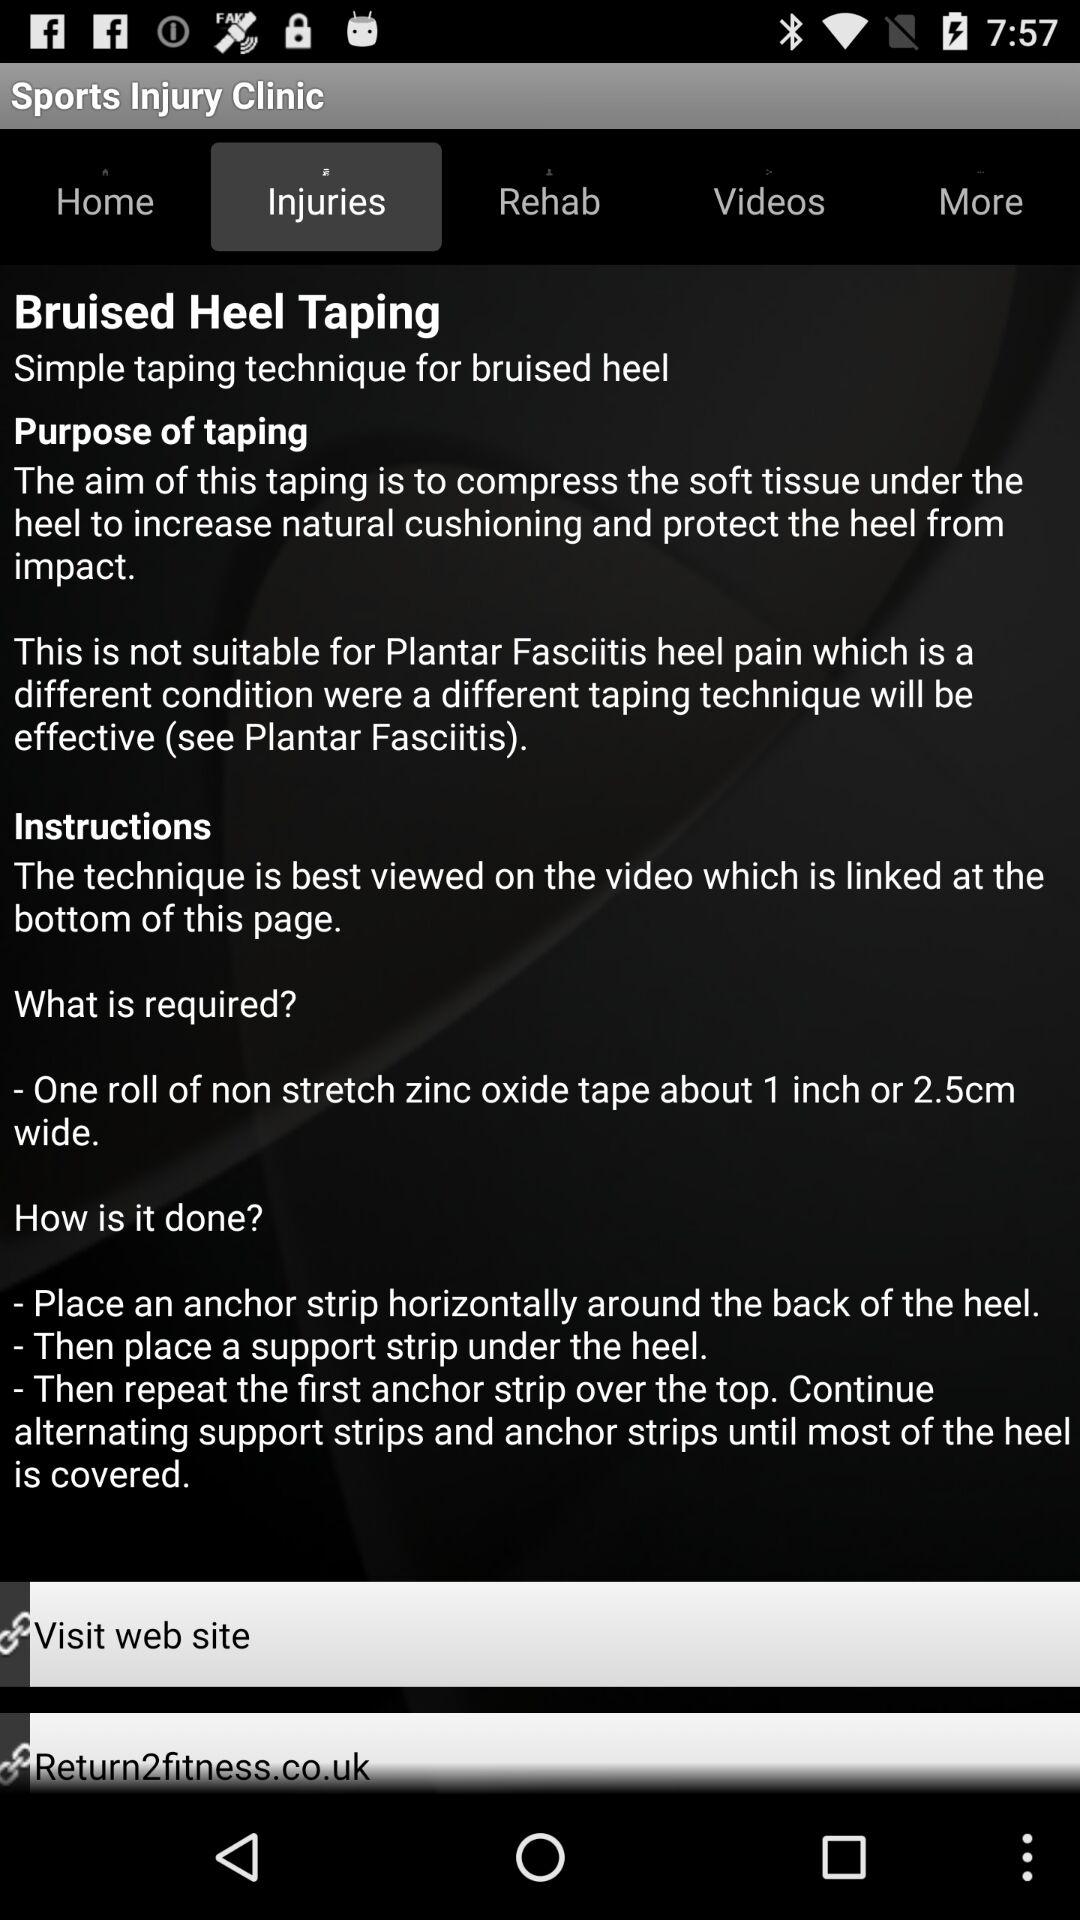 FAKE
7:57
Sports Injury Clinic
Home
Injuries
Rehab
Videos
More
Bruised Heel Taping
Simple taping technique for bruised heel
Purpose of taping
The aim of this taping is to compress the soft tissue under the
heel to increase natural cushioning and protect the heel from
impact.
This is not suitable for Plantar Fasciitis heel pain which is a
different condition were a different taping technique will be
effective (see Plantar Fasciitis).
Instructions
The technique is best viewed on the video which is linked at the
bottom of this page.
What is required?
- One roll of non stretch zinc oxide tape about 1 inch or 2.5cm
wide.
How is it done?
- Place an anchor strip horizontally around the back of the heel.
- Then place a support strip under the heel.
- Then repeat the first anchor strip over the top. Continue
alternating support strips and anchor strips until most of the heel
is covered.
Visit web site
Return2fitness.co.uk